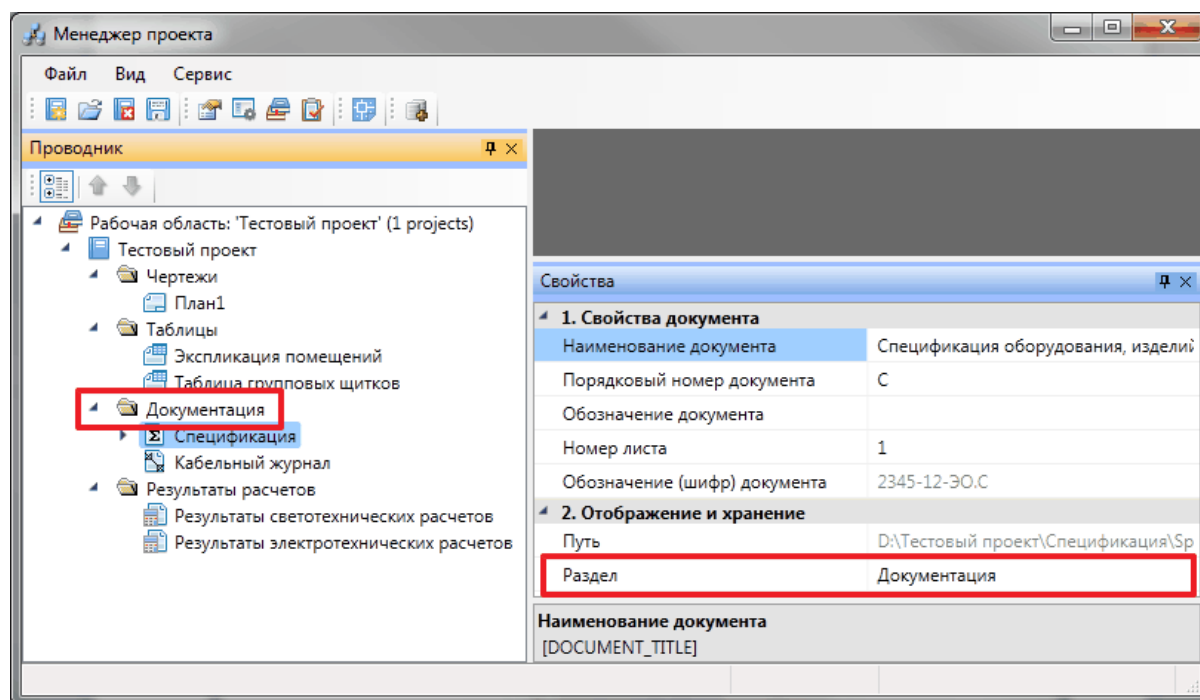 Менеджер проекта
Файл Вид Сервис
Проводник
Рабочая область: 'Тестовый проект' (1 projects)
Тестовый проект
Чертежи
План1
Таблицы
Экспликация помещений
Таблица групповых щитков
Документация
Спецификация
Кабельный журнал
Результаты расчетов
Результаты светотехнических расчетов
Результаты электротехнических расчетов
Свойства
1. Свойства документа
Наименование документа Спецификация оборудования, изделий
Порядковый номер документа С
Обозначение документа
Номер листа 1
Обозначение (шифр) документа 2345-12-ЭО.С
2. Отображение и хранение
Путь D:\Тестовый проект\Спецификация\Sp
Раздел Документация
Наименование документа
[DOCUMENT_TITLE]